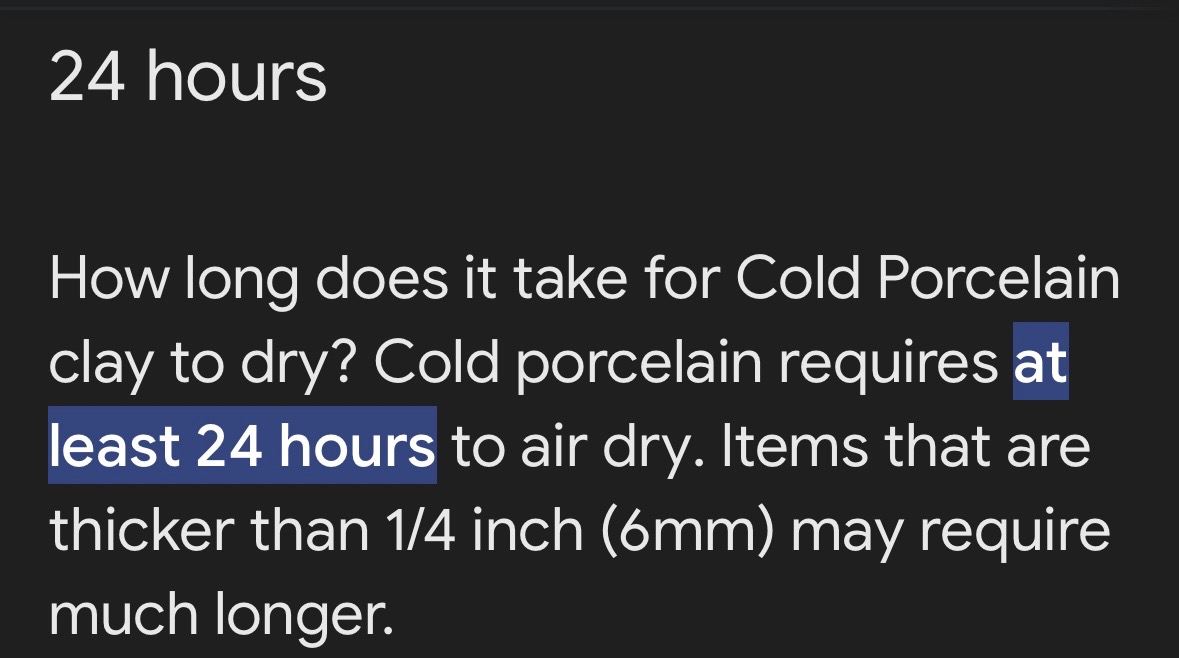 24 hours
How long does it take for Cold Porcelain
clay to dry? Cold porcelain requires at
least 24 hours to air dry. Items that are
thicker than 1/4 inch (6mm) may require
much longer.